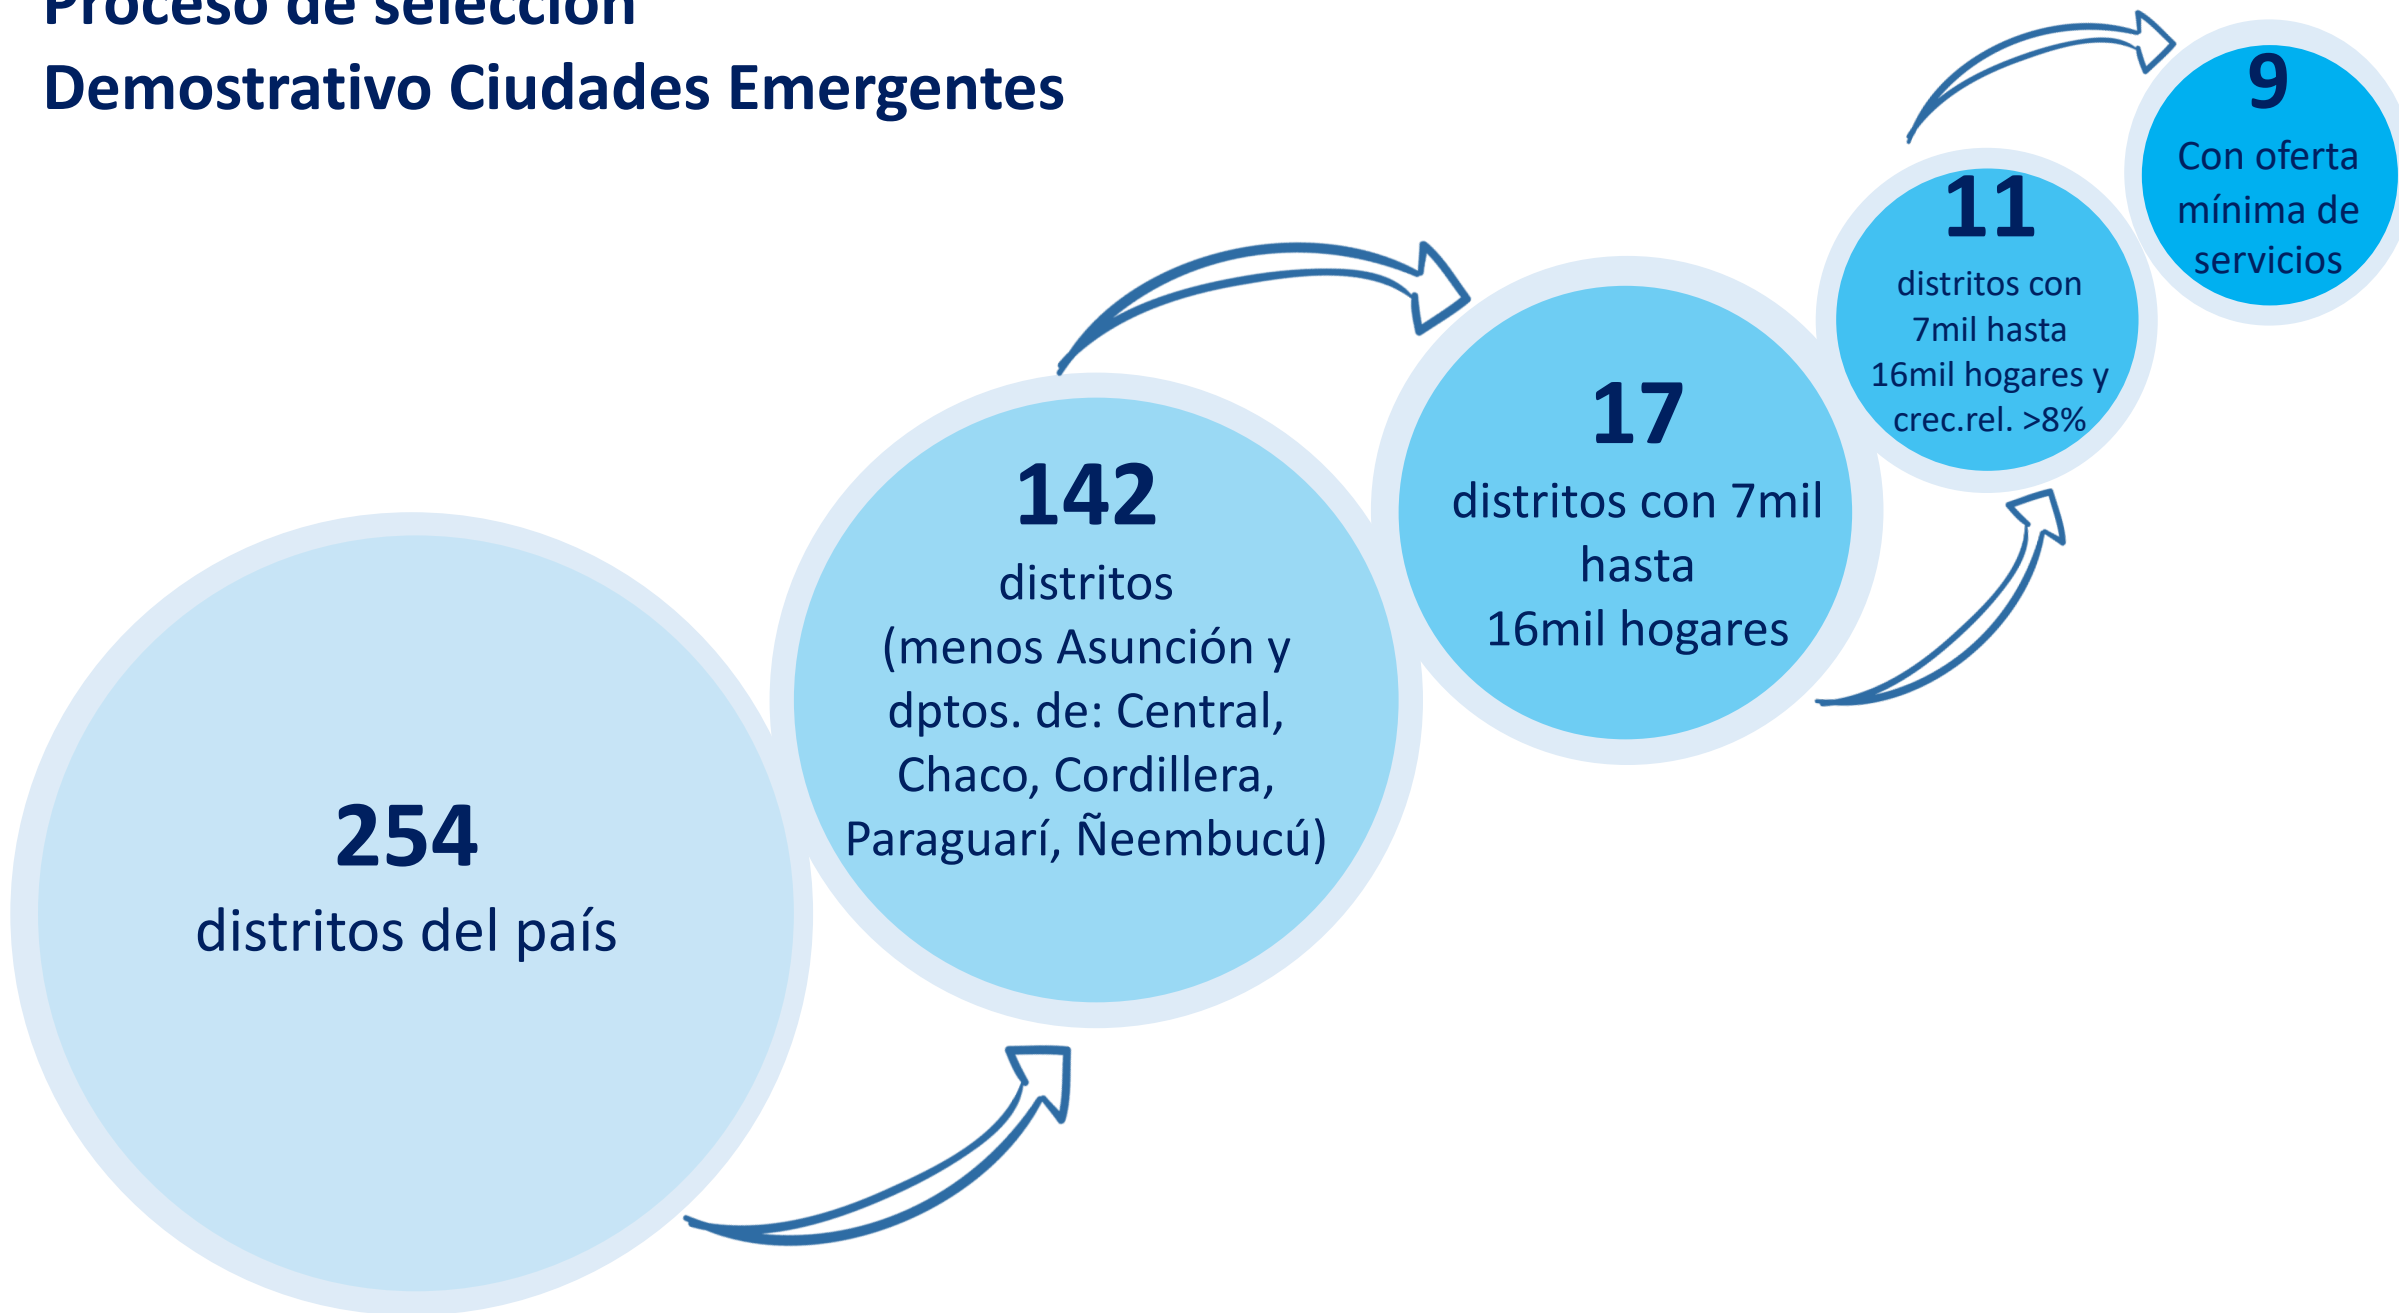 Proceso de selección
Demostrativo Ciudades Emergentes
254
distritos del país
142
distritos
(menos Asunción y
dptos. de: Central,
Chaco, Cordillera,
Paraguarí, Ñeembucú)
17
distritos con 7mil
hasta
16mil hogares
11
distritos con
7mil hasta
16mil hogares y
crec.rel. >8%
9
Con oferta
mínima de
servicios